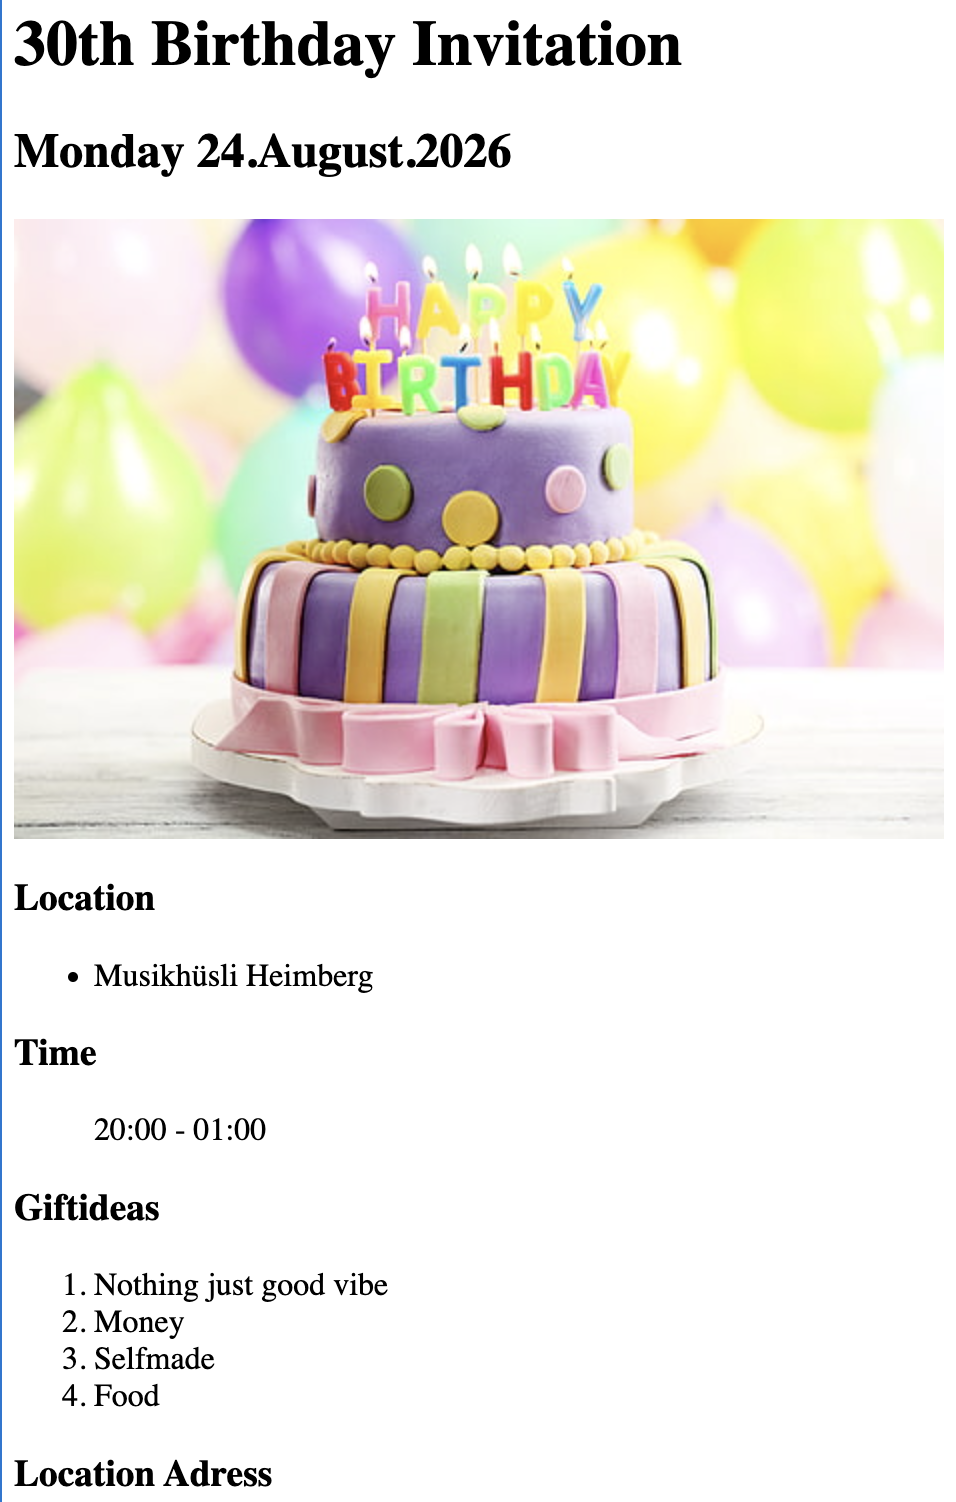 30th Birthday Invitation
Monday 24.August.2026
HAPPY
BIRTHDAY
Location
• Musikhüsli Heimberg
Time
20:00 - 01:00
Giftideas
1. Nothing just good vibe
2. Money
3. Selfmade
4. Food
Location Adress